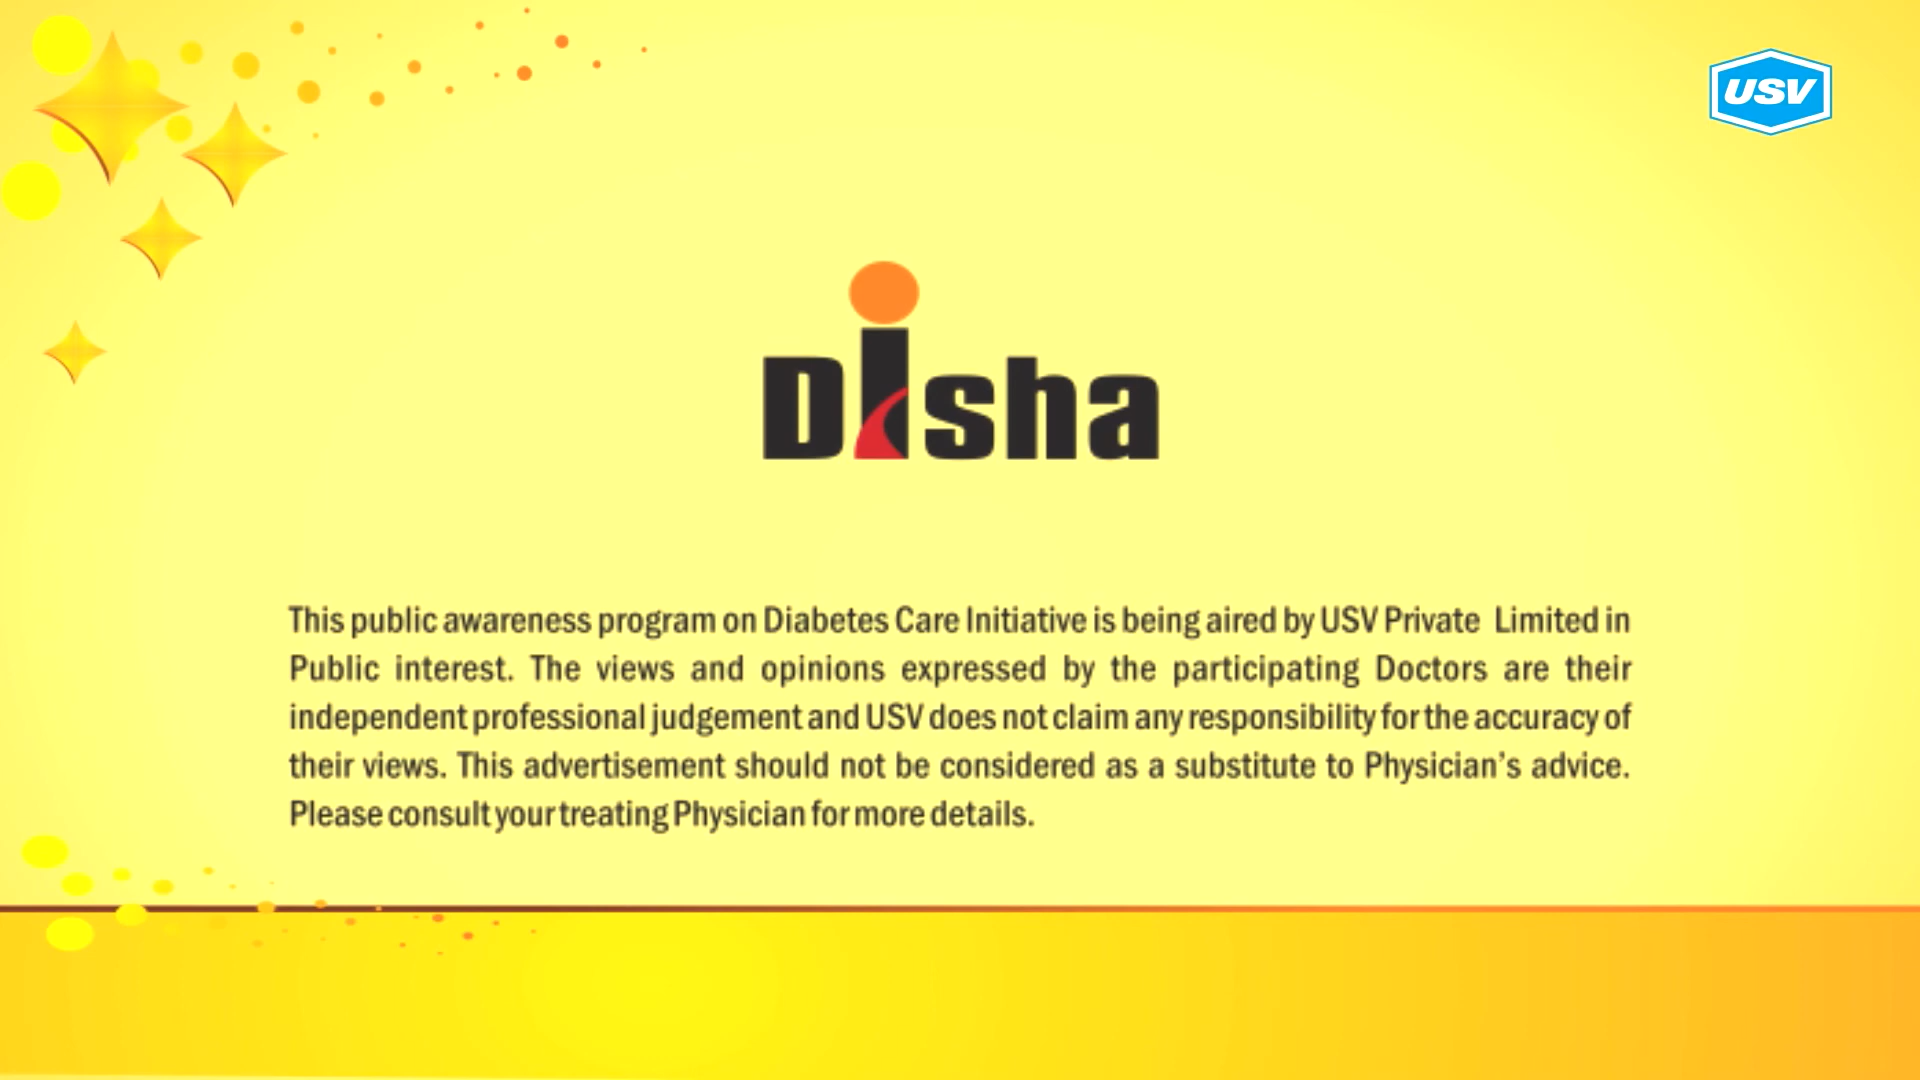 USV
Disha
This public awareness program on Diabetes Care Initiative is being aired by USV Private Limited in
Public interest. The views and opinions expressed by the participating Doctors are their
independent professional judgement and USV does not claim any responsibility for the accuracy of
their views. This advertisement should not be considered as a substitute to Physician’s advice.
Please consult your treating Physician for more details.